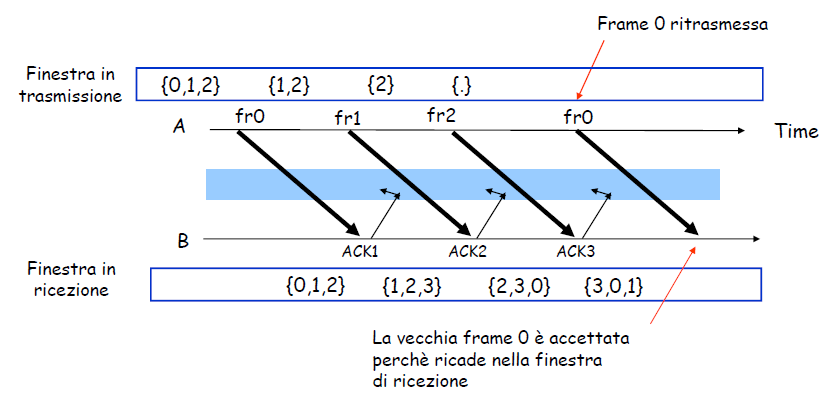 Frame 0 ritrasmessa
Finestra in
trasmissione
{0,1,2} {1,2} {2} {.}
fr0 fr1 fr2 fr0
A
Time
B
ACK1 ACK2 ACK3
Finestra in
ricezione
{0,1,2} {1,2,3} {2,3,0} {3,0,1}
La vecchia frame 0 è accettata
perchè ricade nella finestra
di ricezione